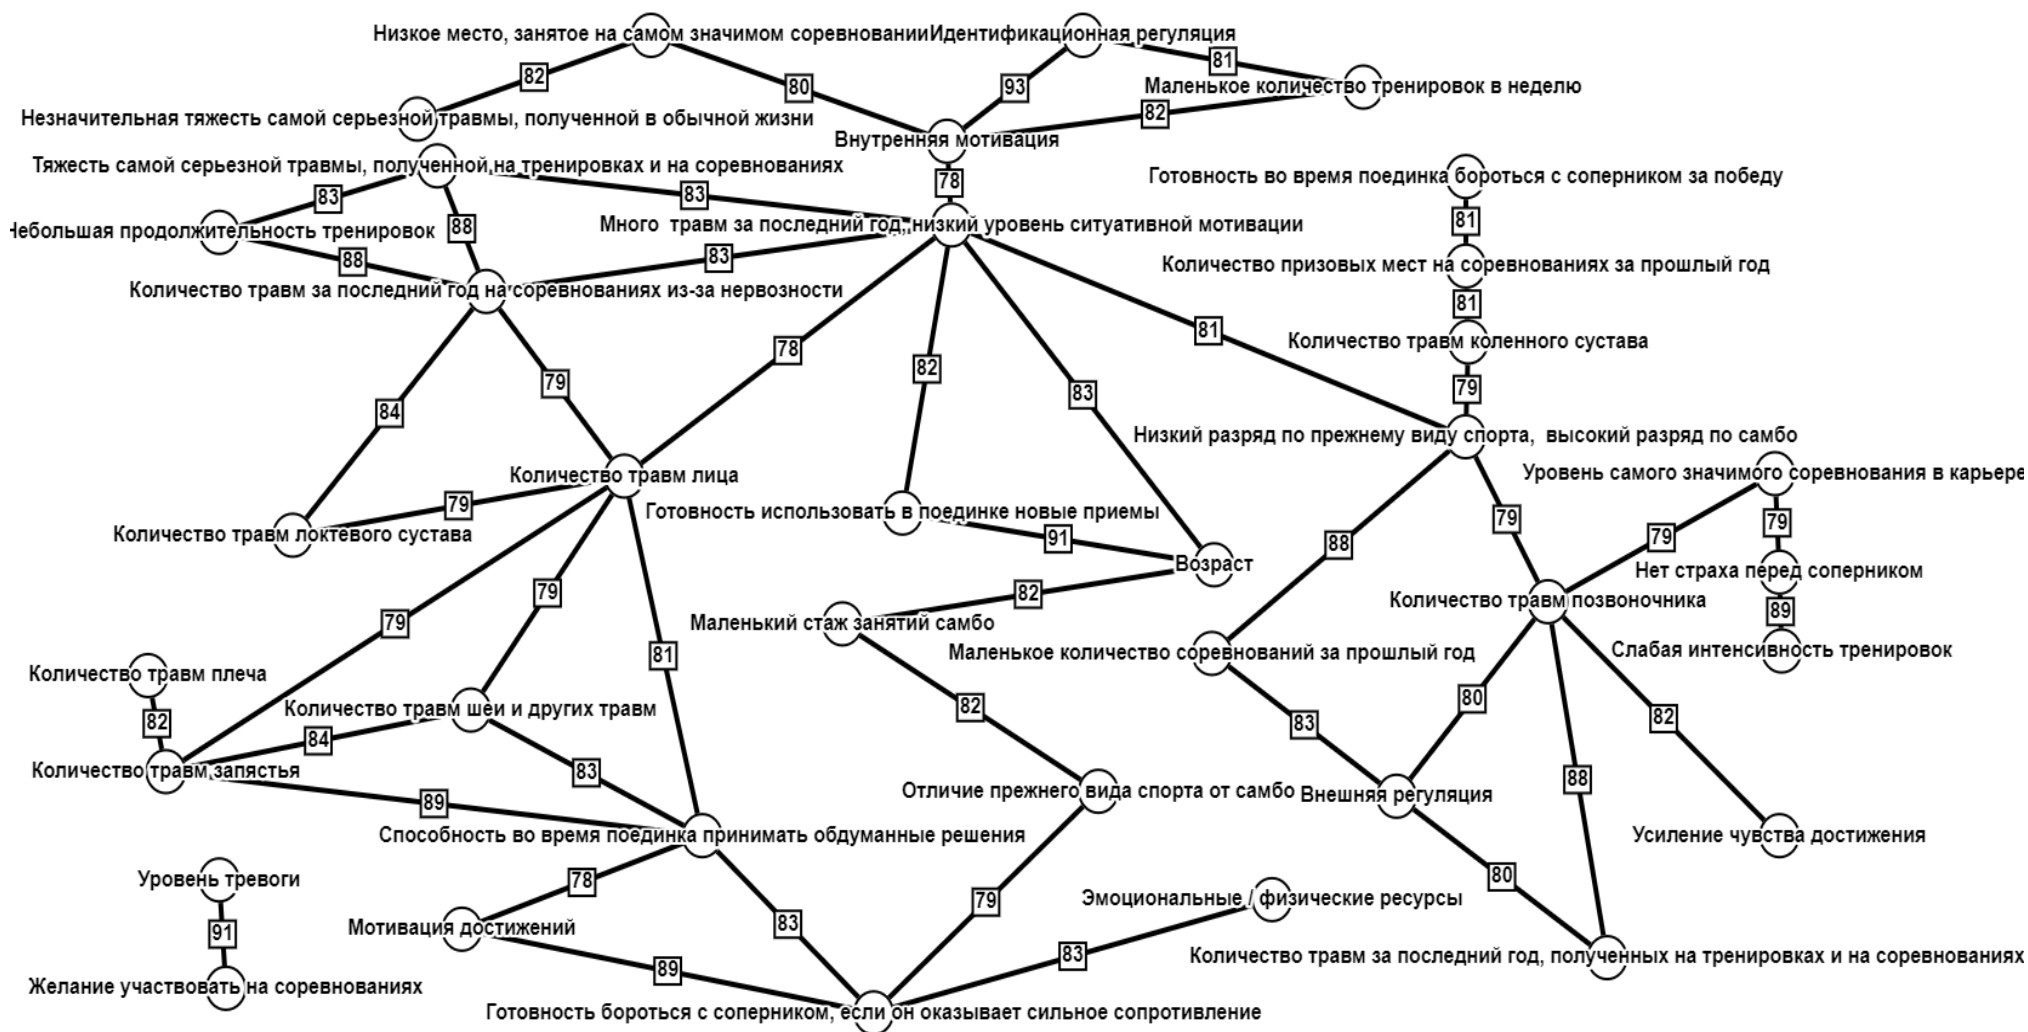 Низкое место, занятое на самом значимом соревновании
Идентификационная регуляция
81
82
80
93
Маленькое количество тренировок в неделю
Незначительная тяжесть самой серьезной травмы, полученной в обычной жизни
82
Внутренняя мотивация
Тяжесть самой серьезной травмы, полученной на тренировках и на соревнованиях
78
Готовность во время поединка бороться с соперником за победу
83
83
81
Небольшая продолжительность тренировок
88
Много травм за последний год, низкий уровень ситуативной мотивации
88
83
Количество призовых мест на соревнованиях за прошлый год
Количество травм за последний год на соревнованиях из-за нервозности
81
81
Количество травм коленного сустава
78
82
79
83
79
84
Низкий разряд по прежнему виду спорта, высокий разряд по самбо
Количество травм лица
Уровень самого значимого соревнования в карьере
79
Готовность использовать в поединке новые приемы
79
79
Количество травм локтевого сустава
91
88
79
Возраст
Нет страха перед соперником
79
82
Количество травм позвоночника
89
79
Маленький стаж занятий самбо
81
Маленькое количество соревнований за прошлый год
Слабая интенсивность тренировок
Количество травм плеча
80
82
Количество травм шеи и других травм
82
82
83
84
Количество травм запястья
83
88
Отличие прежнего вида спорта от самбо
Внешняя регуляция
89
Способность во время поединка принимать обдуманные решения
Усиление чувства достижения
Уровень тревоги
78
80
79
Эмоциональные / физические ресурсы
83
Мотивация достижений
91
83
Количество травм за последний год, полученных на тренировках и на соревнованиях
89
Желание участвовать на соревнованиях
Готовность бороться с соперником, если он оказывает сильное сопротивление